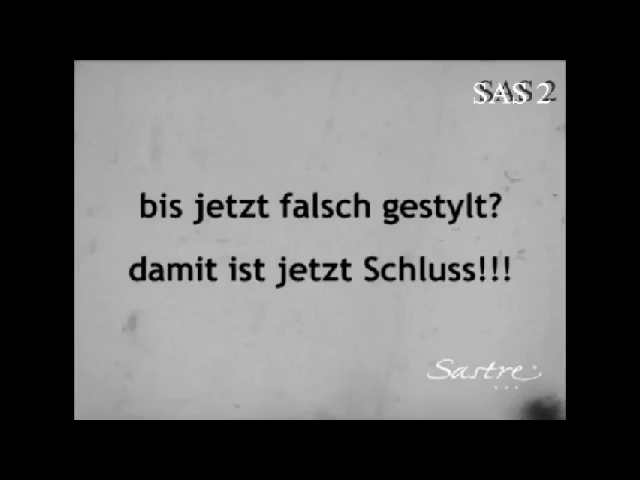 SAS 2
bis jetzt falsch gestylt?
damit ist jetzt Schluss!!!
Sastre